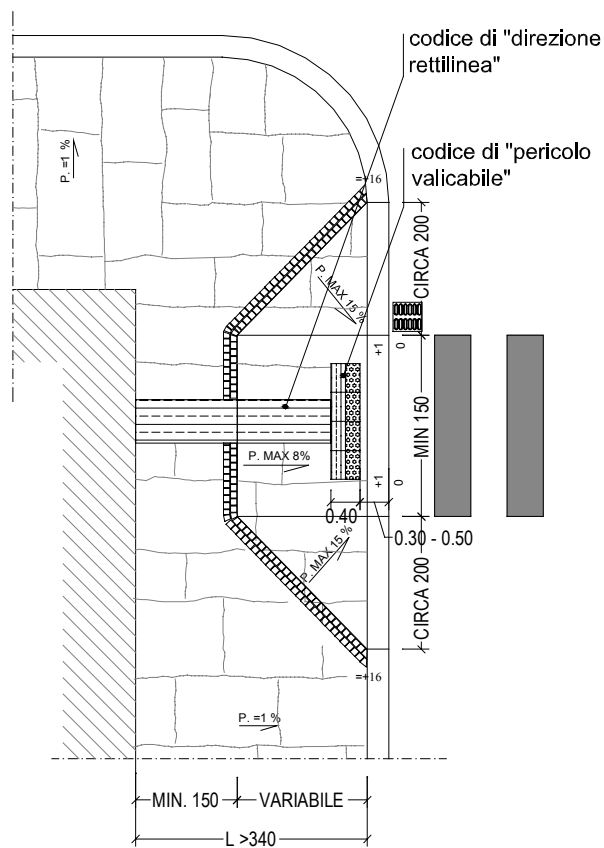 codice di "direzione
rettilinea"
codice di "pericolo
valicabile"
P. =1 %
=+16
CIRCA 200
P. MAX 15 %
+1
0
MIN 150
P. MAX 8%
+1
0
0.40
0.30 - 0.50
P. MAX 15 %
CIRCA 200
=+16
P. =1 %
MIN. 150
VARIABILE
L >340